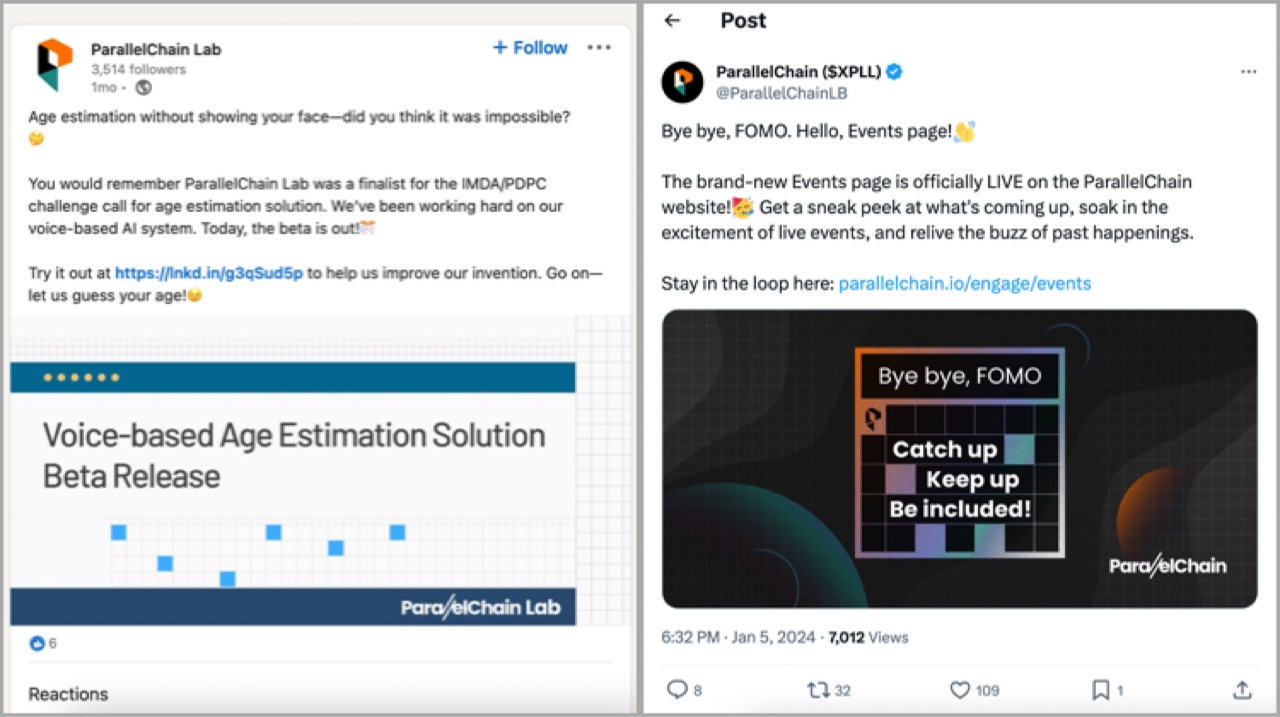 ParallelChain Lab
3,514 followers
1mo •
+ Follow
Age estimation without showing your face—did you think it was impossible?
🤔
You would remember ParallelChain Lab was a finalist for the IMDA/PDPC
challenge call for age estimation solution. We've been working hard on our
voice-based AI system. Today, the beta is out!🎊
Try it out at https://lnkd.in/g3qSud5p to help us improve our invention. Go on—
let us guess your age!😉
Voice-based Age Estimation Solution
Beta Release
ParallelChain Lab
6
Reactions
Post
ParallelChain ($XPLL)
@ParallelChainLB
Bye bye, FOMO. Hello, Events page!👋
The brand-new Events page is officially LIVE on the ParallelChain
website!🥳 Get a sneak peek at what's coming up, soak in the
excitement of live events, and relive the buzz of past happenings.
Stay in the loop here: parallelchain.io/engage/events
Bye bye, FOMO
Catch up
Keep up
Be included!
ParallelChain
6:32 PM · Jan 5, 2024 · 7,012 Views
8 32 109 1